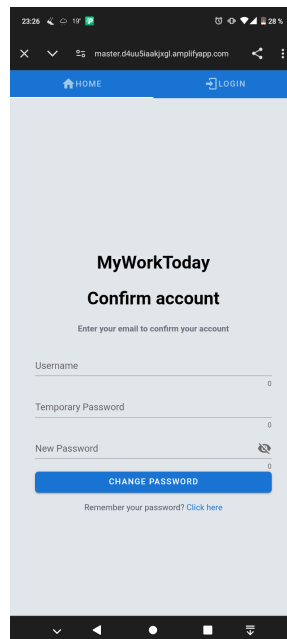 23:26 19° 28 %
master.d4uu5iaakjxgl.amplifyapp.com
HOME LOGIN
MyWorkToday
Confirm account
Enter your email to confirm your account
Username
0
Temporary Password
0
New Password
0
CHANGE PASSWORD
Remember your password? Click here